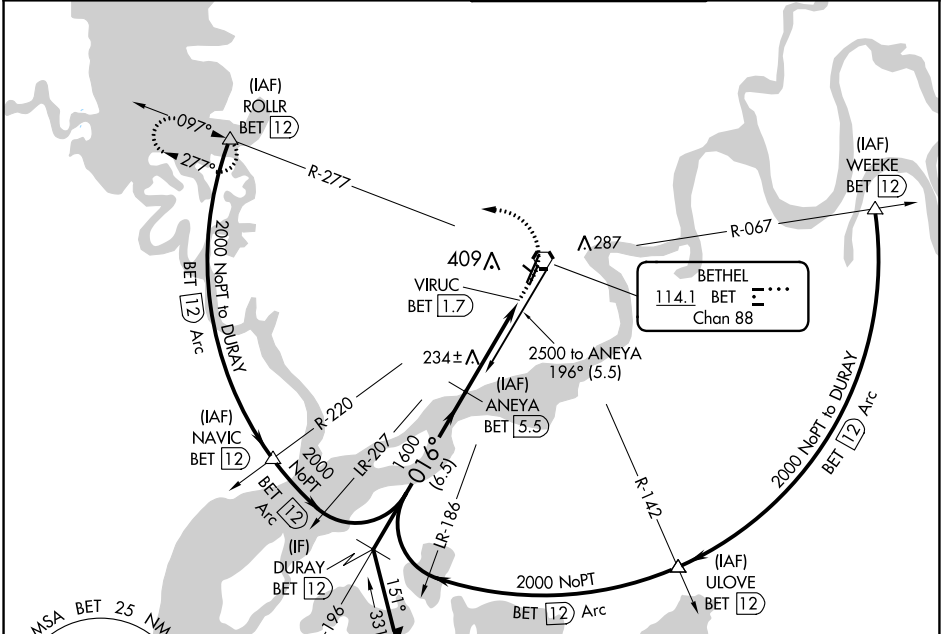 (IAF)
ROLLR
BET 12
097°
277°
R-277
(IAF)
WEEKE
BET 12
R-067
2000 NoPT to DURAY
BET 12 Arc
409
287
VIRUC
BET 1.7
BETHEL
114.1 BET
Chan 88
234±
2500 to ANEYA
196° (5.5)
(IAF)
ANEYA
BET 5.5
2000 NoPT to DURAY
BET 12 Arc
R-220
(IAF)
NAVIC
BET 12
2000
NoPT
BET 12
Arc
LR-207
1600
016°
(6.5)
LR-186
R-142
(IF)
DURAY
BET 12
2000 NoPT
BET 12 Arc
(IAF)
ULOVE
BET 12
-196
151°
331
MSA BET 25 NM